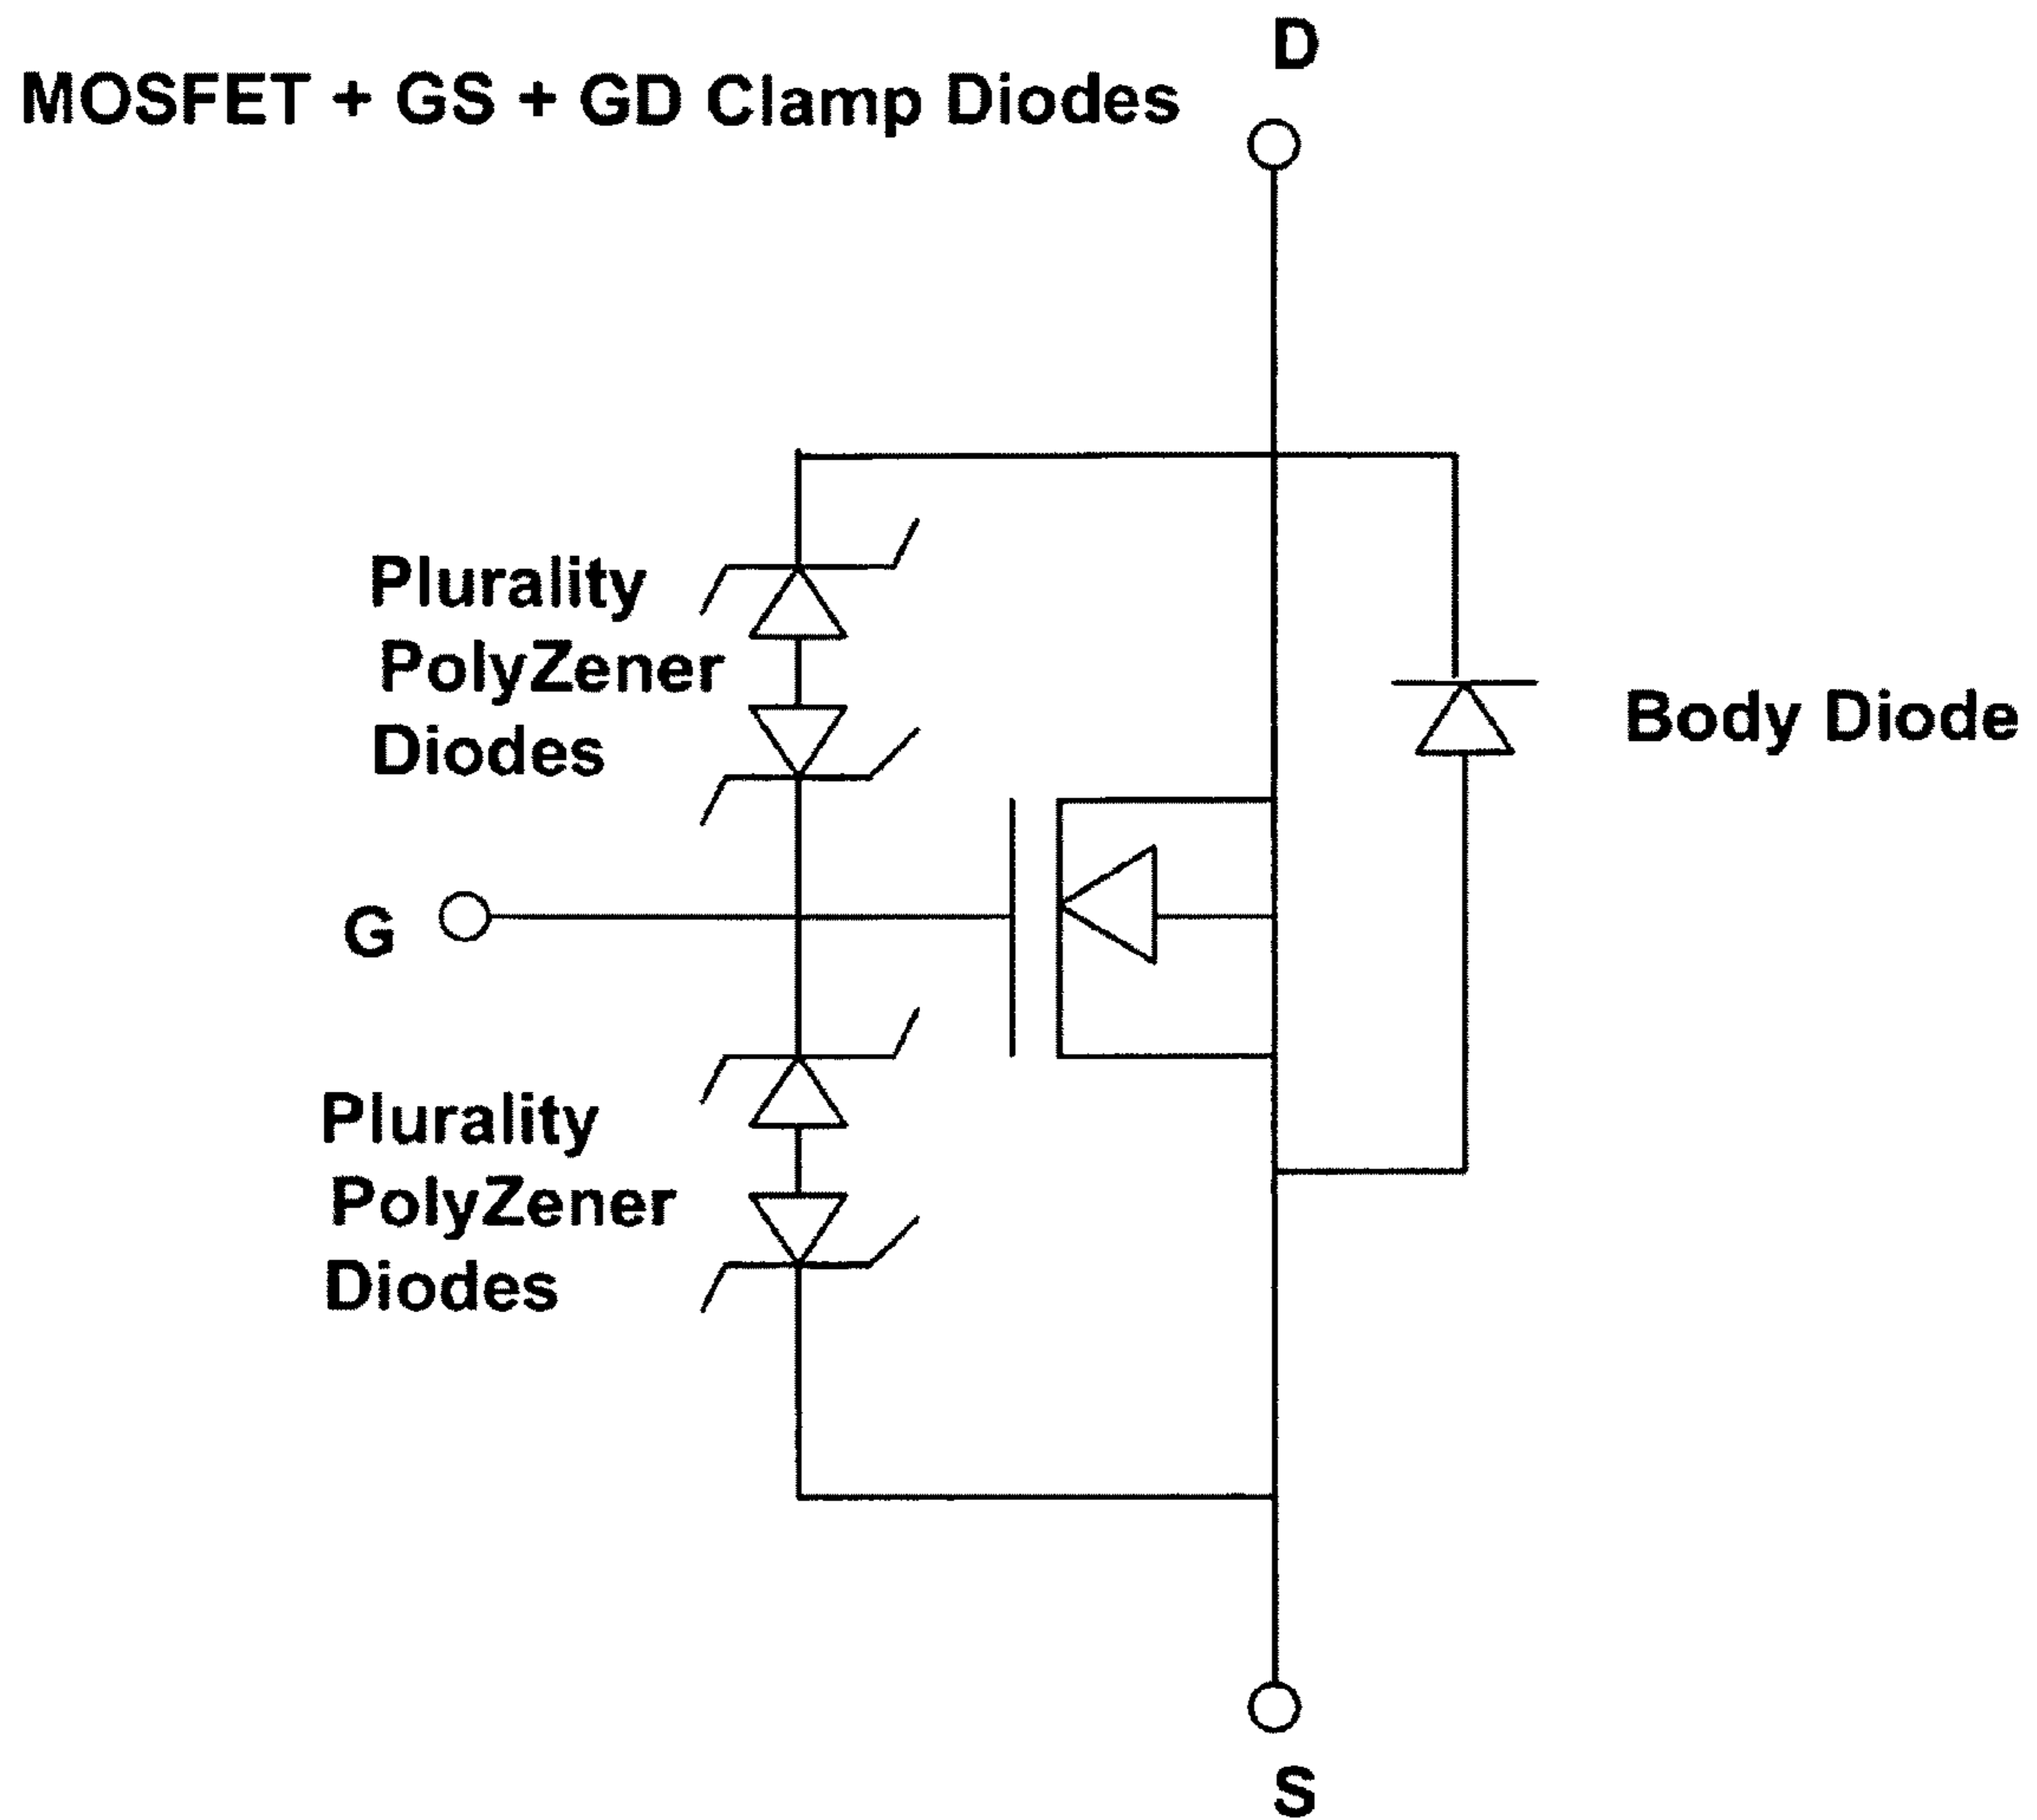 D
MOSFET + GS + GD Clamp Diodes
Plurality
PolyZener
Diodes
Body Diode
G
Plurality
PolyZener
Diodes
S